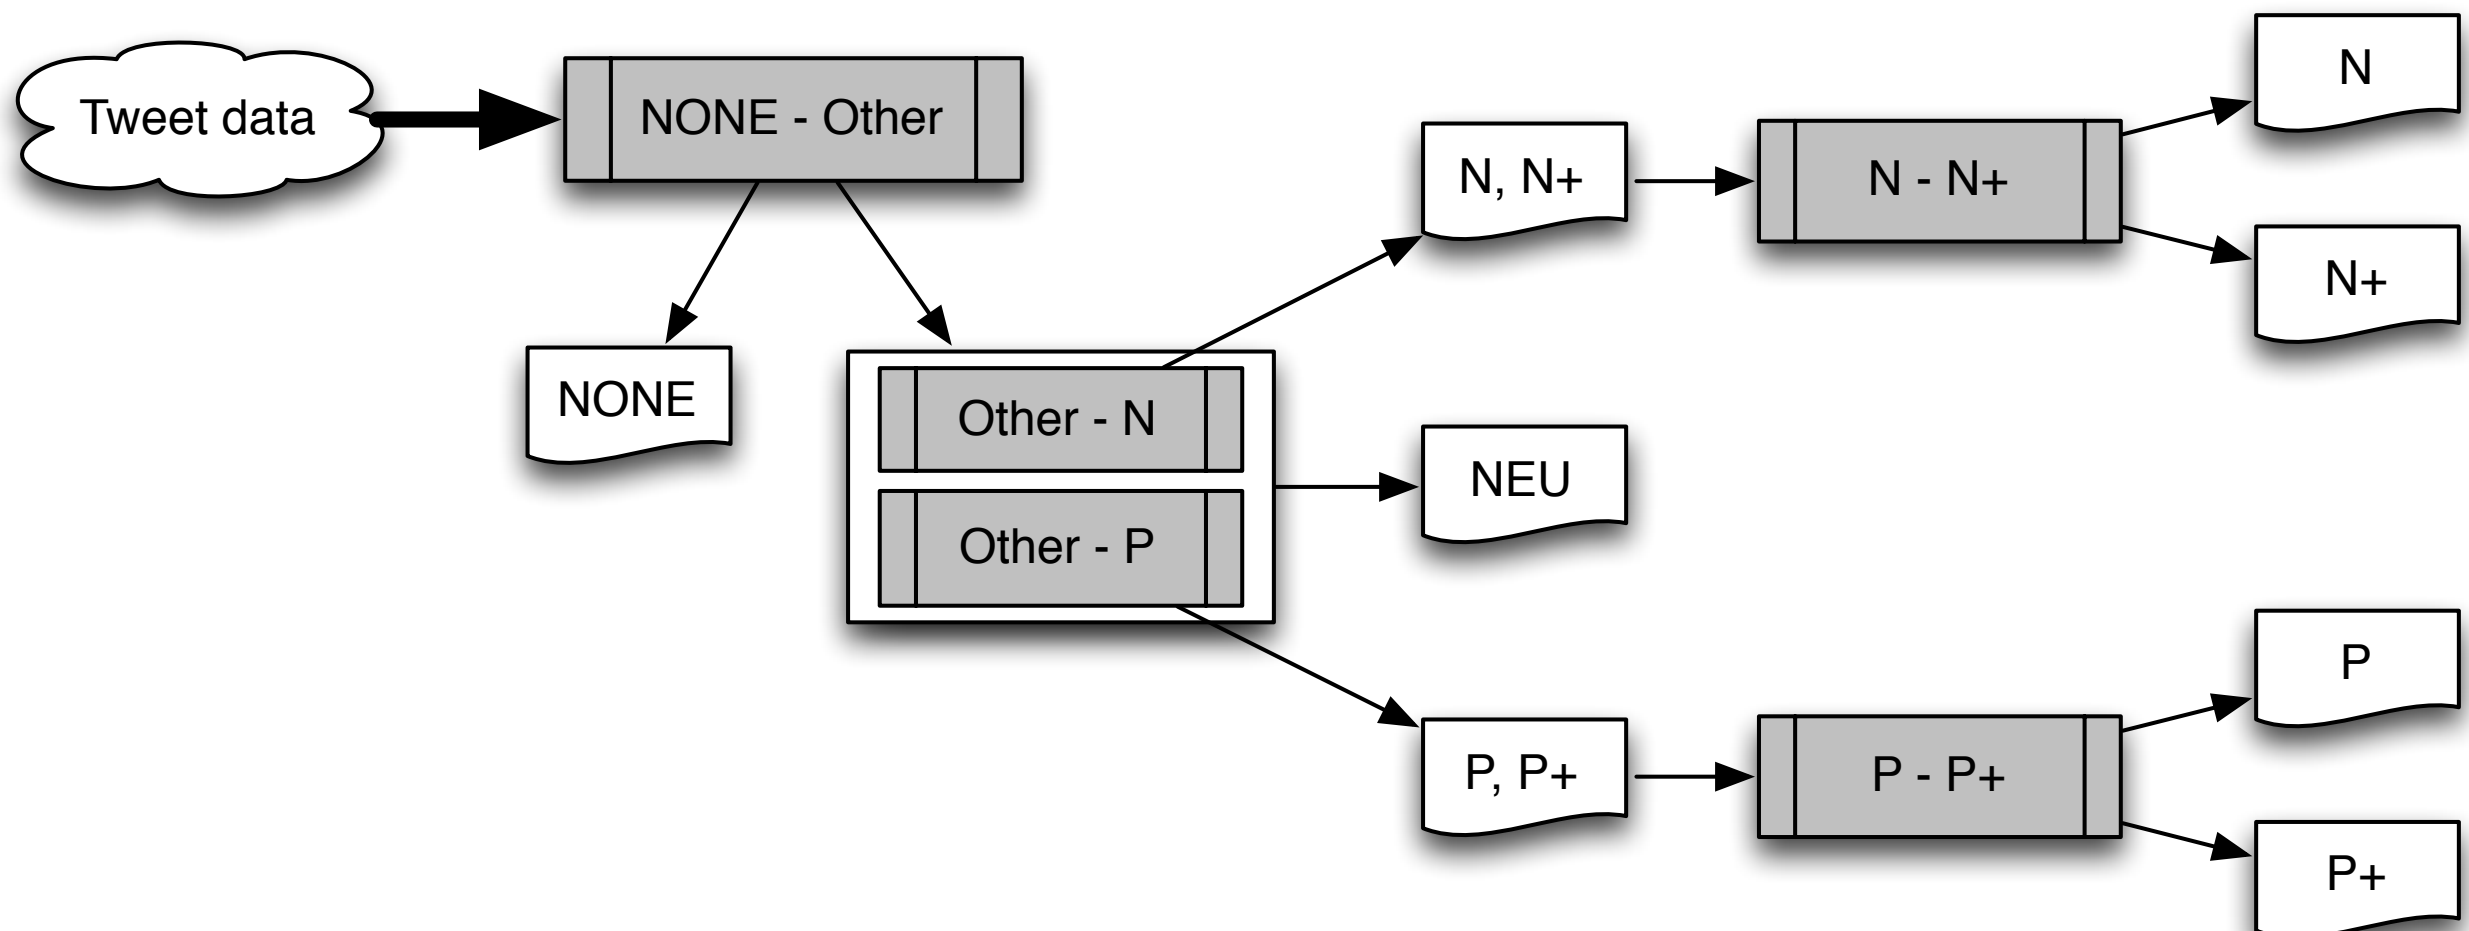 Tweet data
NONE - Other
NONE
Other - N
Other - P
N, N+
NEU
P, P+
N - N+
P - P+
N
N+
P
P+